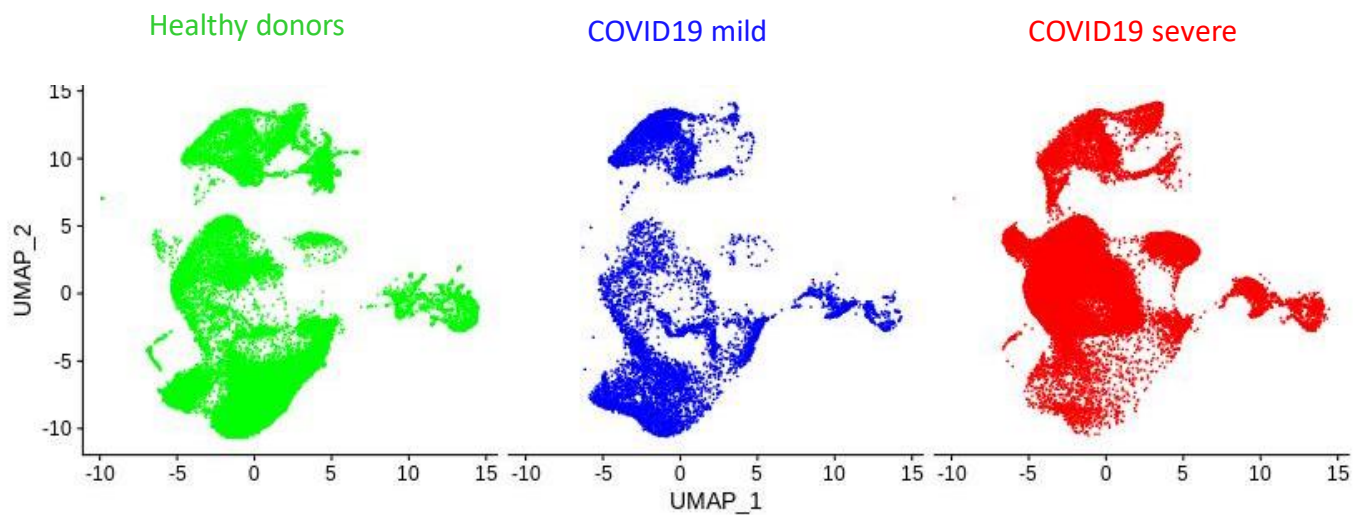 Healthy donors
COVID19 mild
COVID19 severe
15
10
5
0
-5
-10
UMAP_2
-10 -5 0 5 10 15
-10 -5 0 5 10 15
-10 -5 0 5 10 15
UMAP_1